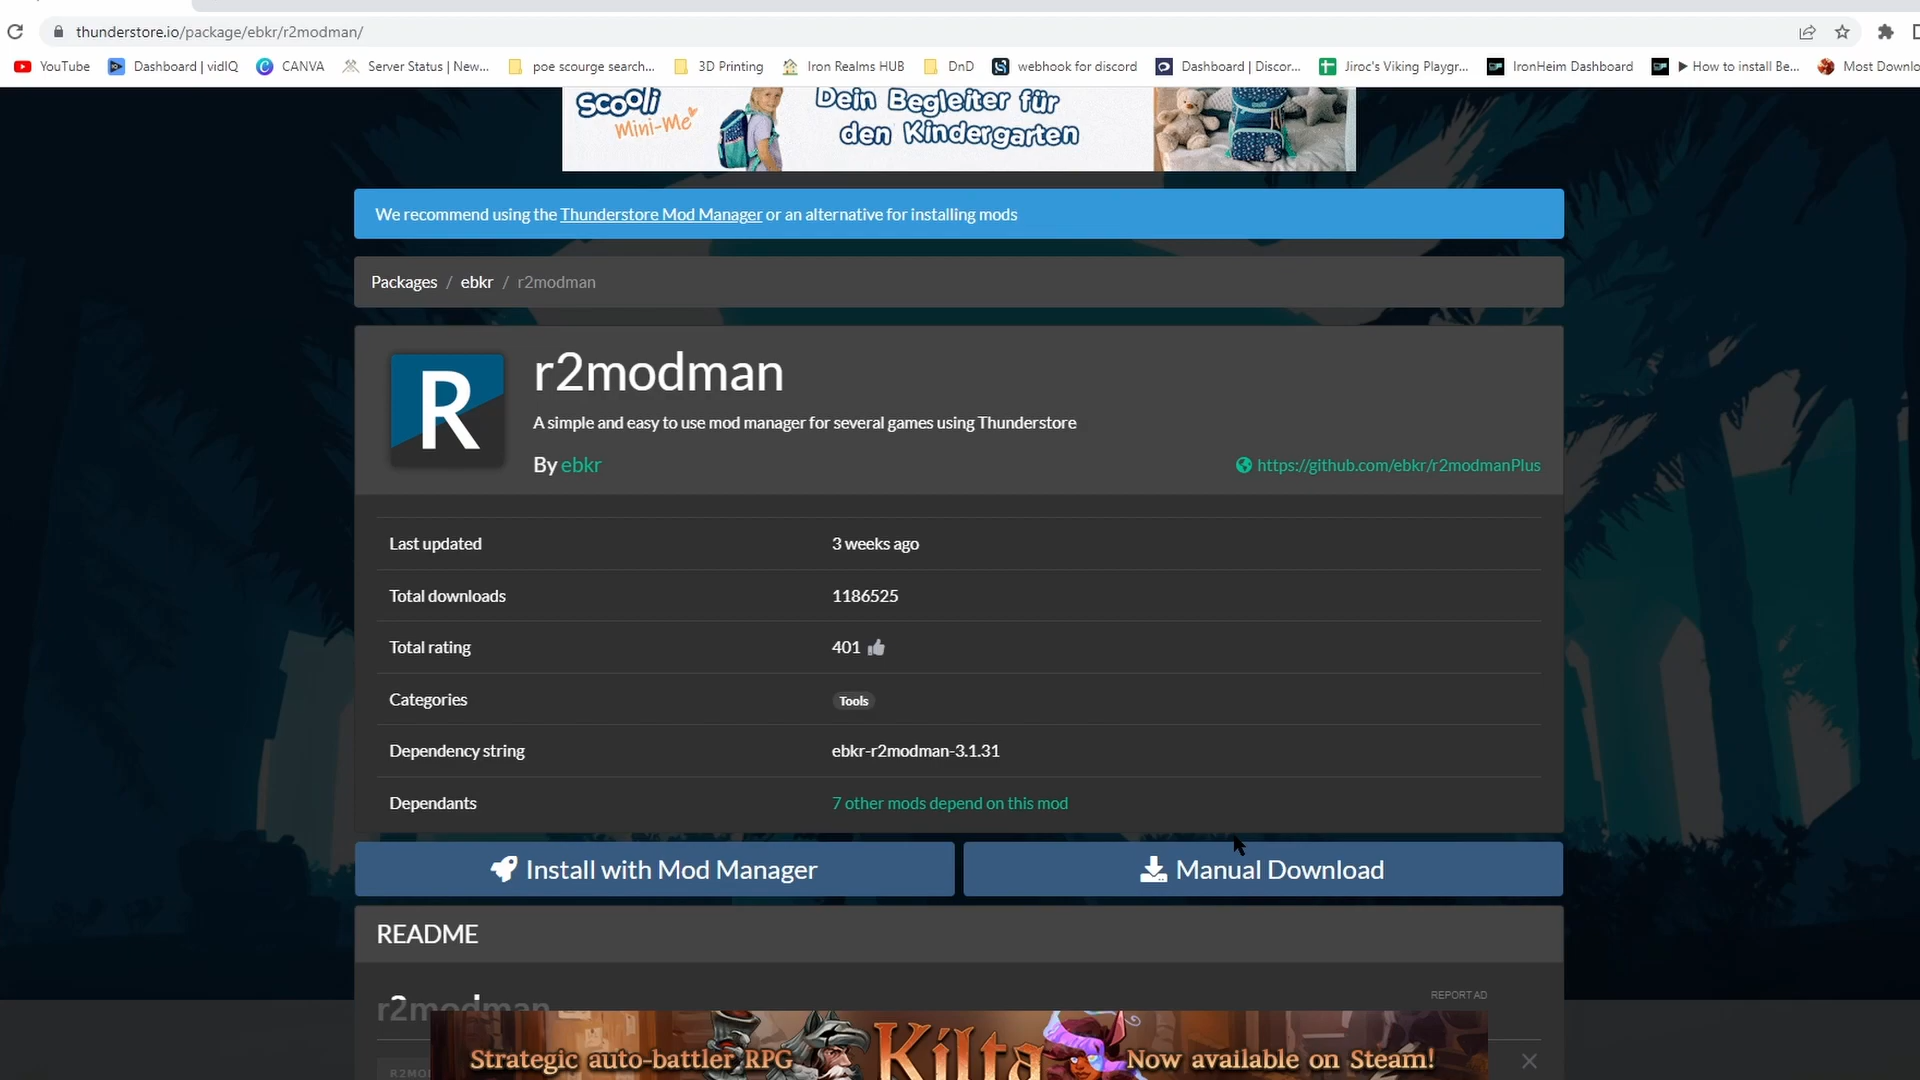 thunderstore.io/package/ebkr/r2modman/
YouTube Dashboard | vidIQ CANVA Server Status | New... poe scourge search... 3D Printing Iron Realms HUB DnD webhook for discord Dashboard | Discor... Jiroc's Viking Playgr... IronHeim Dashboard ▶ How to install Be... Most Downlo
Scooli
Mini-Me
Dein Begleiter für
den Kindergarten
We recommend using the Thunderstore Mod Manager or an alternative for installing mods
Packages / ebkr / r2modman
R
r2modman
A simple and easy to use mod manager for several games using Thunderstore
By ebkr
https://github.com/ebkr/r2modmanPlus
Last updated 3 weeks ago
Total downloads 1186525
Total rating 401
Categories Tools
Dependency string ebkr-r2modman-3.1.31
Dependants 7 other mods depend on this mod
Install with Mod Manager
Manual Download
README
r2modman
REPORT AD
Strategic auto-battler RPG
Kilta
Now available on Steam!
R2MO